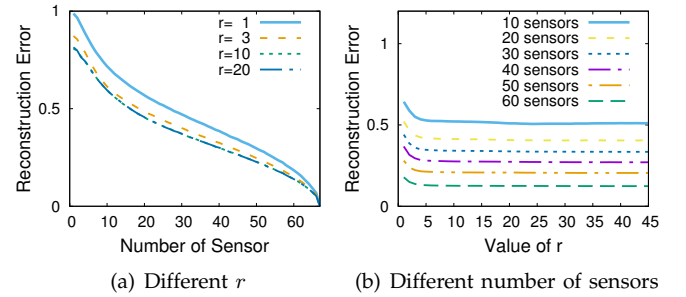 Reconstruction Error
1
0.5
0
r= 1
r= 3
r=10
r=20
0 10 20 30 40 50 60
Number of Sensor
(a) Different r
Reconstruction Error
1
0.5
0
10 sensors
20 sensors
30 sensors
40 sensors
50 sensors
60 sensors
0 5 10 15 20 25 30 35 40 45
Value of r
(b) Different number of sensors